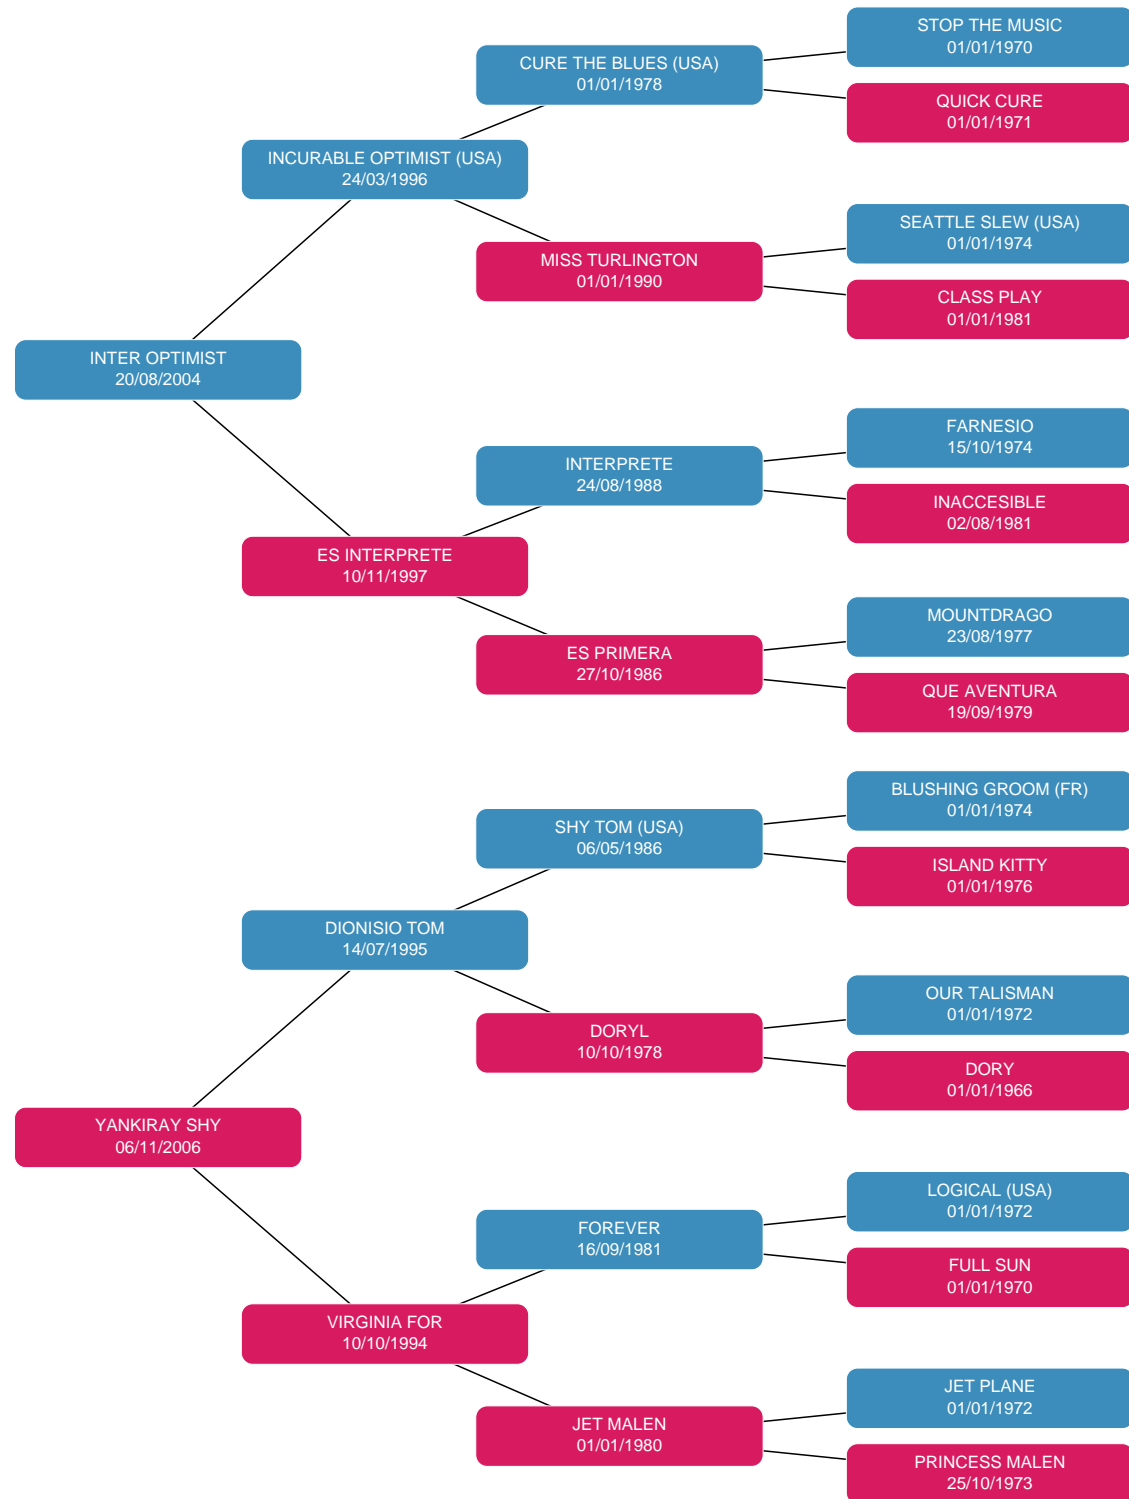 STOP THE MUSIC
01/01/1970
CURE THE BLUES (USA)
01/01/1978
QUICK CURE
01/01/1971
INCURABLE OPTIMIST (USA)
24/03/1996
SEATTLE SLEW (USA)
01/01/1974
MISS TURLINGTON
01/01/1990
CLASS PLAY
01/01/1981
INTER OPTIMIST
20/08/2004
FARNESIO
15/10/1974
INTERPRETE
24/08/1988
INACCESIBLE
02/08/1981
ES INTERPRETE
10/11/1997
MOUNTDRAGO
23/08/1977
ES PRIMERA
27/10/1986
QUE AVENTURA
19/09/1979
BLUSHING GROOM (FR)
01/01/1974
SHY TOM (USA)
06/05/1986
ISLAND KITTY
01/01/1976
DIONISIO TOM
14/07/1995
OUR TALISMAN
01/01/1972
DORYL
10/10/1978
DORY
01/01/1966
YANKIRAY SHY
06/11/2006
LOGICAL (USA)
01/01/1972
FOREVER
16/09/1981
FULL SUN
01/01/1970
VIRGINIA FOR
10/10/1994
JET PLANE
01/01/1972
JET MALEN
01/01/1980
PRINCESS MALEN
25/10/1973